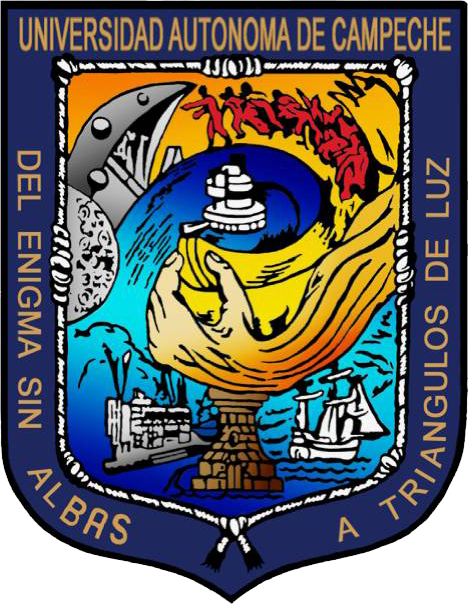 UNIVERSIDAD AUTONOMA DE CAMPECHE
DEL ENIGMA SIN ALBAS
A TRIANGULOS DE LUZ